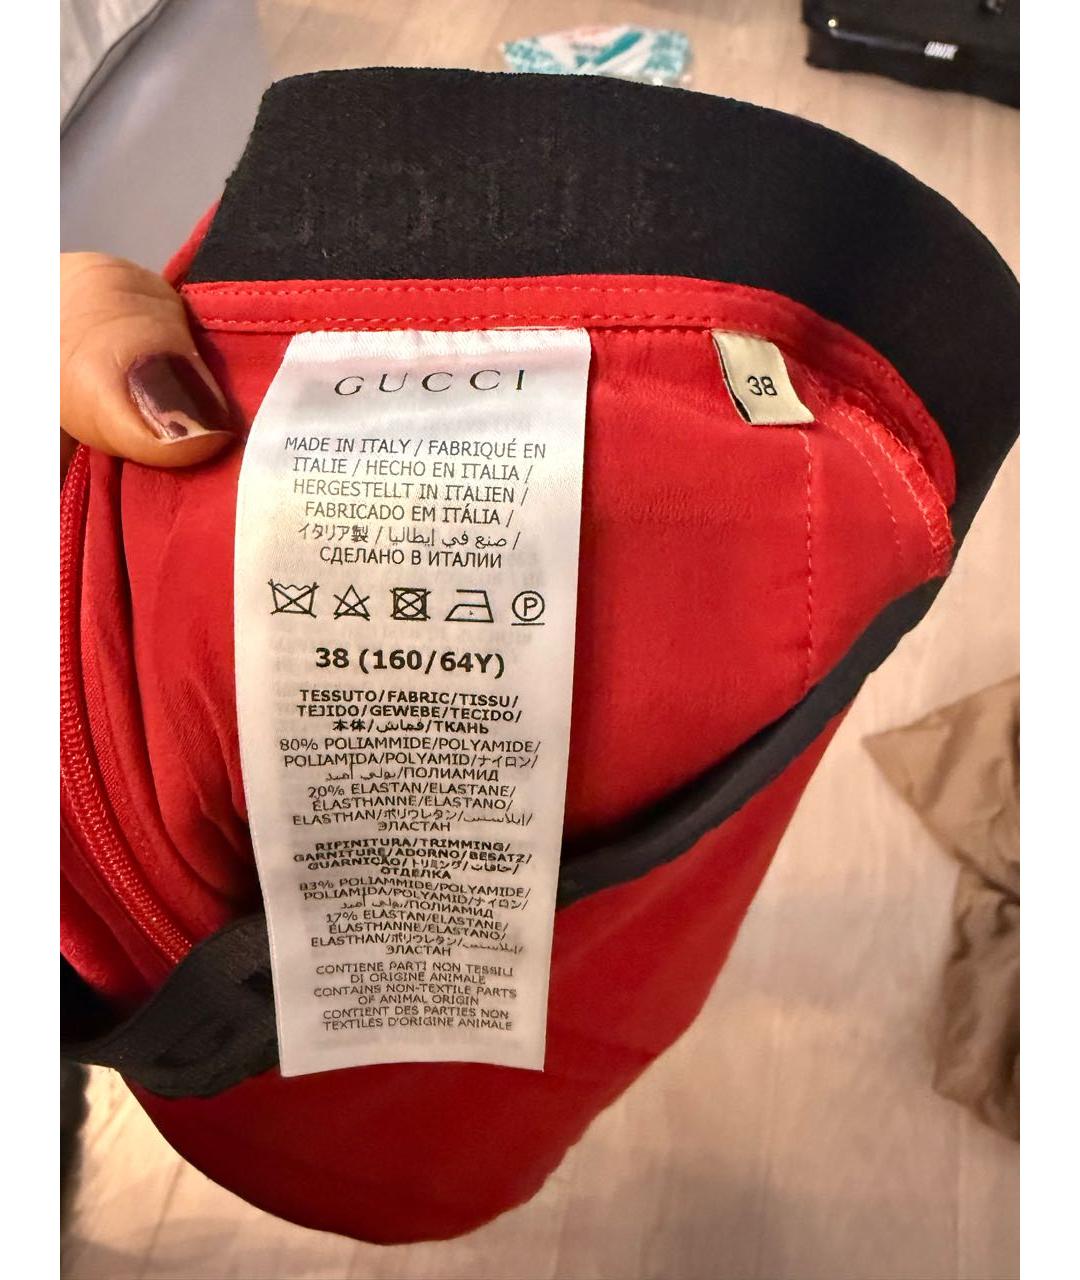 GUCCI
MADE IN ITALY / FABRIQUÉ EN
ITALIE / HECHO EN ITALIA /
HERGESTELLT IN ITALIEN /
FABRICADO EM ITÁLIA /
イタリア製 / صنع في إيطاليا /
СДЕЛАНО В ИТАЛИИ
P
38 (160/64Y)
TESSUTO/FABRIC/TISSU/
TEJIDO/GEWEBE/TECIDO/
本体/قماش/ТКАНЬ
80% POLIAMMIDE/POLYAMIDE/
POLIAMIDA/POLYAMID/ナイロン/
بولي أميد/ПОЛИАМИД
20% ELASTAN/ELASTANE/
ÉLASTHANNE/ELASTANO/
ELASTHAN/ポリウレタン/إيلاستين/
ЭЛАСТАН
RIFINITURA/TRIMMING/
GARNITURE/ADORNO/BESATZ/
GUARNIÇÃO/トリミング/حافات/
ОТДЕЛКА
83% POLIAMMIDE/POLYAMIDE/
POLIAMIDA/POLYAMID/ナイロン/
بولي أميد/ПОЛИАМИД
17% ELASTAN/ELASTANE/
ÉLASTHANNE/ELASTANO/
ELASTHAN/ポリウレタン/إيلاستين/
ЭЛАСТАН
CONTIENE PARTI NON TESSILI
DI ORIGINE ANIMALE
CONTAINS NON-TEXTILE PARTS
OF ANIMAL ORIGIN
CONTIENT DES PARTIES NON
TEXTILES D'ORIGINE ANIMALE
38